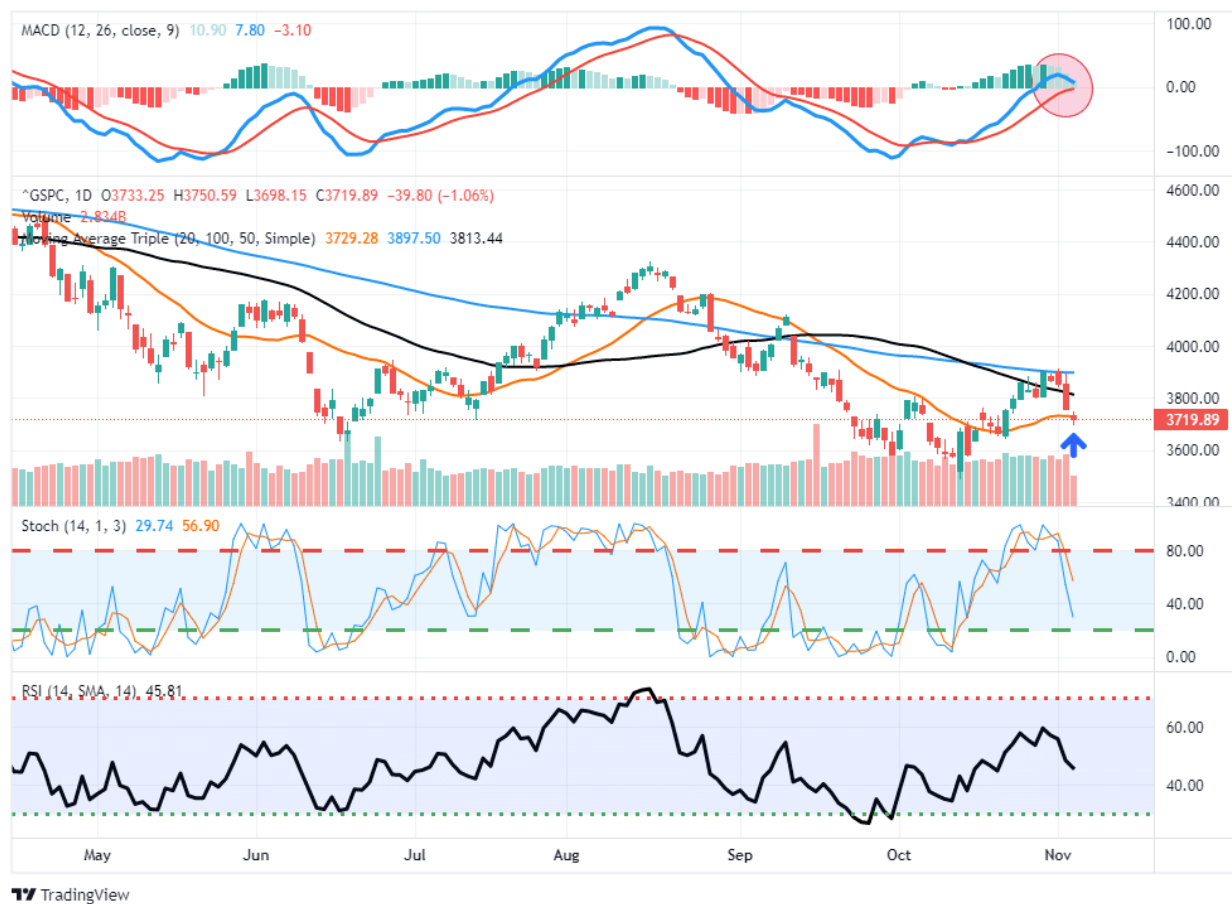 MACD (12, 26, close, 9) 10.90 7.80 −3.10
100.00
0.00
−100.00
^GSPC, 1D O3733.25 H3750.59 L3698.15 C3719.89 −39.80 (−1.06%)
Volume 2.834B
Moving Average Triple (20, 100, 50, Simple) 3729.28 3897.50 3813.44
4600.00
4400.00
4200.00
4000.00
3800.00
3719.89
3600.00
3400.00
Stoch (14, 1, 3) 29.74 56.90
80.00
40.00
0.00
RSI (14, SMA, 14) 45.81
60.00
40.00
May Jun Jul Aug Sep Oct Nov
TradingView